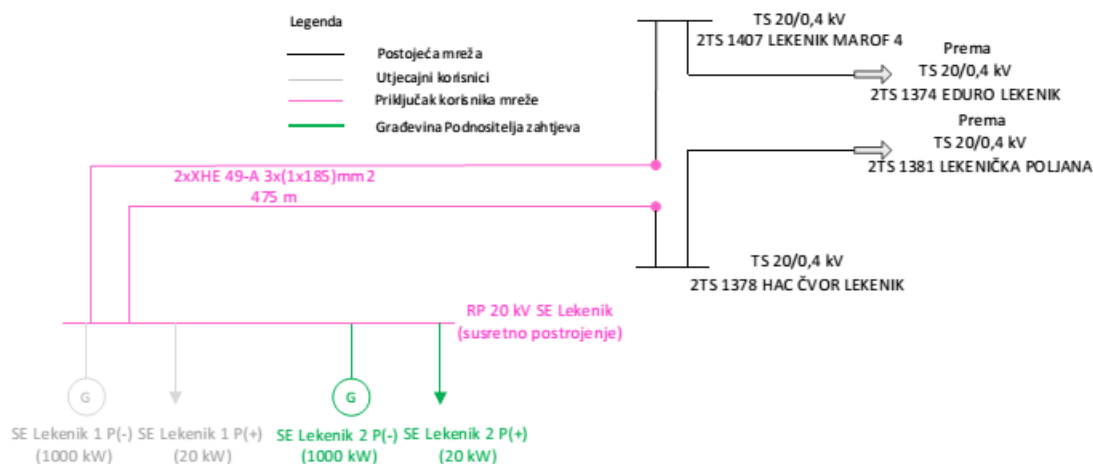 Legenda
Postojeća mreža
Utjecajni korisnici
Priključak korisnika mreže
Građevina Podnositelja zahtjeva
TS 20/0,4 kV
2TS 1407 LEKENIK MAROF 4
Prema
TS 20/0,4 kV
2TS 1374 EDURO LEKENIK
Prema
TS 20/0,4 kV
2TS 1381 LEKENIČKA POLJANA
2xXHE 49-A 3x(1x185)mm2
475 m
TS 20/0,4 kV
2TS 1378 HAC ČVOR LEKENIK
RP 20 kV SE Lekenik
(susretno postrojenje)
G
G
SE Lekenik 1 P(-)
(1000 kW)
SE Lekenik 1 P(+)
(20 kW)
SE Lekenik 2 P(-)
(1000 kW)
SE Lekenik 2 P(+)
(20 kW)